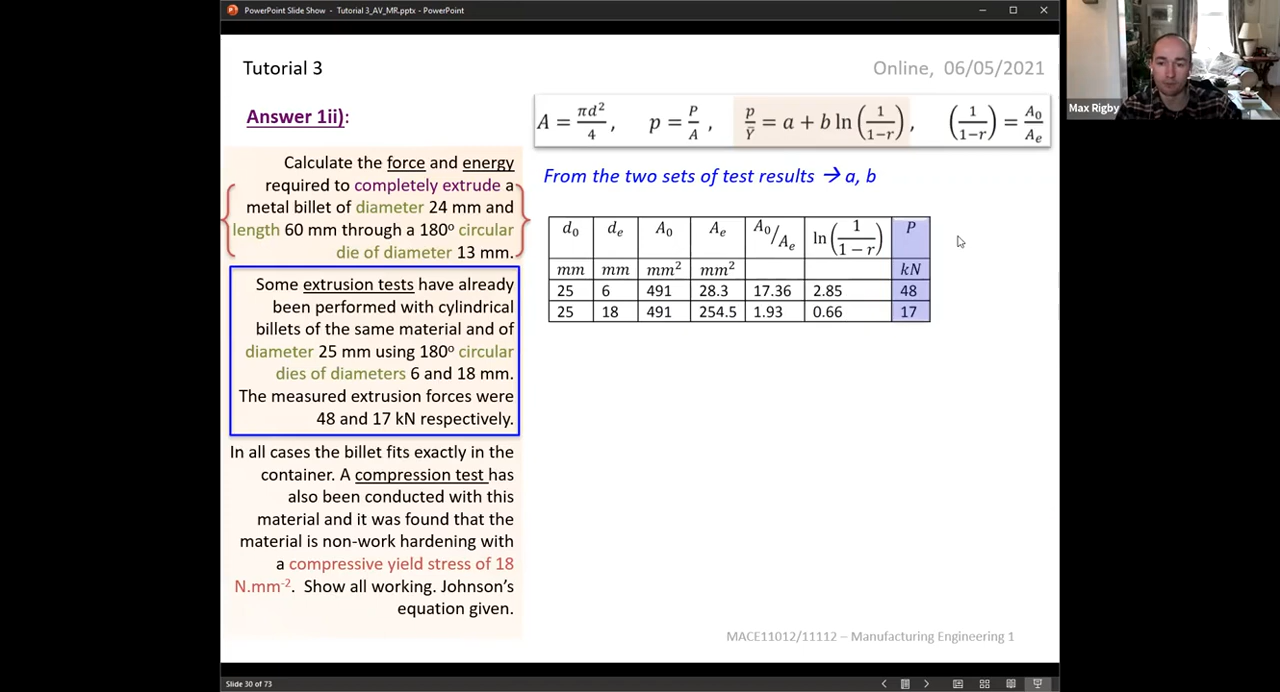 PowerPoint Slide Show - Tutorial 3_AV_MR.pptx - PowerPoint
Max Rigby
Tutorial 3
Online, 06/05/2021
Answer 1ii):
A = πd²/4, p = P/A, p/Ȳ = a + b ln(1/(1−r)), (1/(1−r)) = A₀/Aₑ
Calculate the force and energy
required to completely extrude a
metal billet of diameter 24 mm and
length 60 mm through a 180º circular
die of diameter 13 mm.
Some extrusion tests have already
been performed with cylindrical
billets of the same material and of
diameter 25 mm using 180º circular
dies of diameters 6 and 18 mm.
The measured extrusion forces were
48 and 17 kN respectively.
In all cases the billet fits exactly in the
container. A compression test has
also been conducted with this
material and it was found that the
material is non-work hardening with
a compressive yield stress of 18
N.mm⁻². Show all working. Johnson's
equation given.
From the two sets of test results → a, b
d₀ dₑ A₀ Aₑ A₀/Aₑ ln(1/(1−r)) P
mm mm mm² mm² kN
25 6 491 28.3 17.36 2.85 48
25 18 491 254.5 1.93 0.66 17
MACE11012/11112 – Manufacturing Engineering 1
Slide 30 of 73